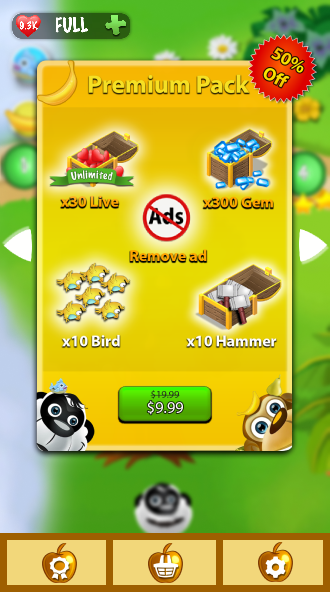 9.3K FULL
50%
Off
Premium Pack
Unlimited
x30 Live
x300 Gem
Ads
Remove ad
x10 Bird
x10 Hammer
$19.99
$9.99